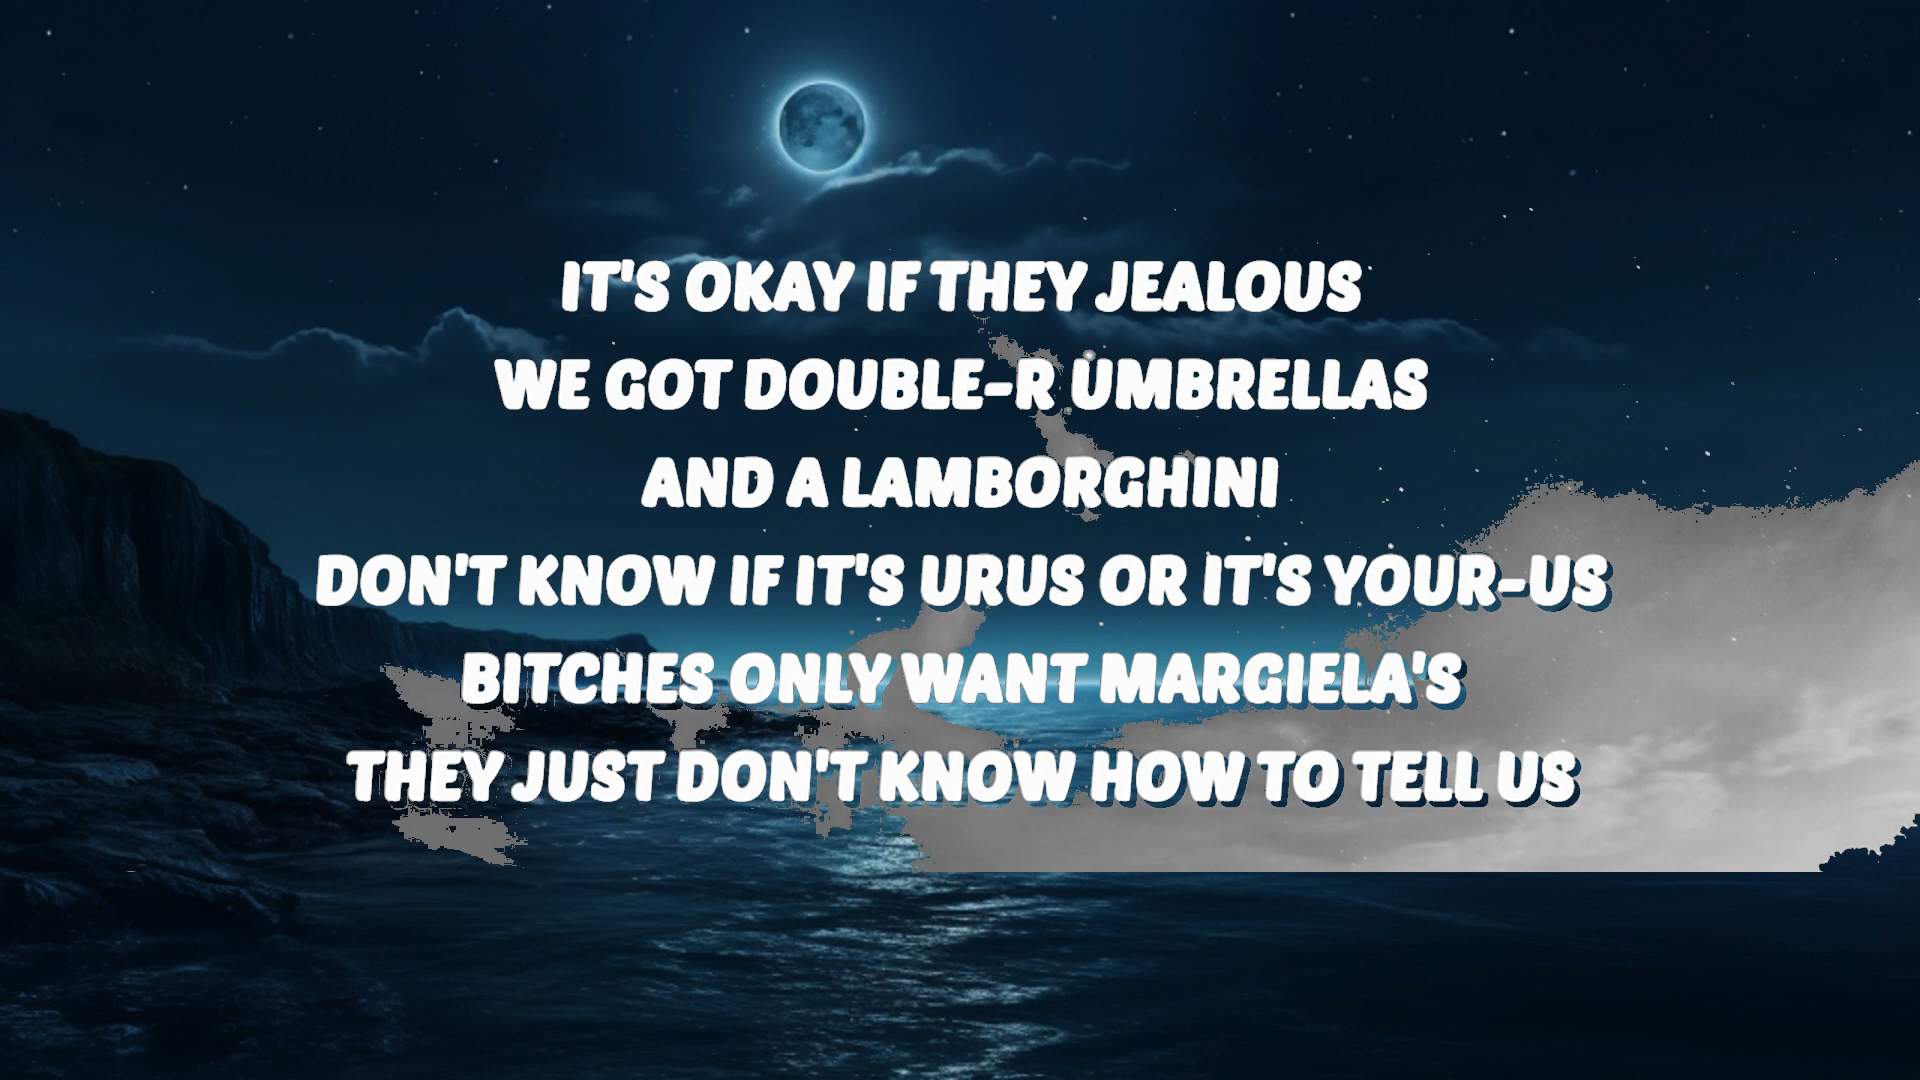 IT'S OKAY IF THEY JEALOUS
WE GOT DOUBLE-R UMBRELLAS
AND A LAMBORGHINI
DON'T KNOW IF IT'S URUS OR IT'S YOUR-US
BITCHES ONLY WANT MARGIELA'S
THEY JUST DON'T KNOW HOW TO TELL US